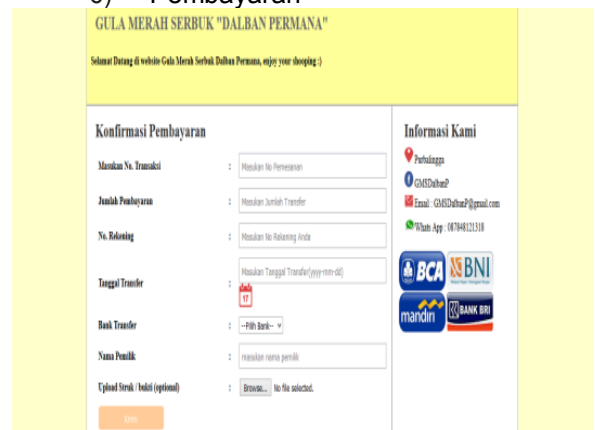 Pembayaran
GULA MERAH SERBUK "DALBAN PERMANA"
Selamat Datang di website Gula Merah Serbuk Dalban Permana, enjoy your shooping :)
Konfirmasi Pembayaran
Masukan No. Transaksi : Masukan No Pemesanan
Jumlah Pembayaran : Masukan Jumlah Transfer
No. Rekening : Masukan No Rekening Anda
Tanggal Transfer : Masukan Tanggal Transfer(yyyy-mm-dd)
17
Bank Transfer : --Pilih Bank--
Nama Pemilik : masukan nama pemilik
Upload Struk / bukti (optional) : Browse... No file selected.
Kirim
Informasi Kami
Purbalingga
GMSDalbanP
Email : GMSDalbanP@gmail.com
Whats App : 087848121318
BCA
BNI
mandiri
BANK BRI